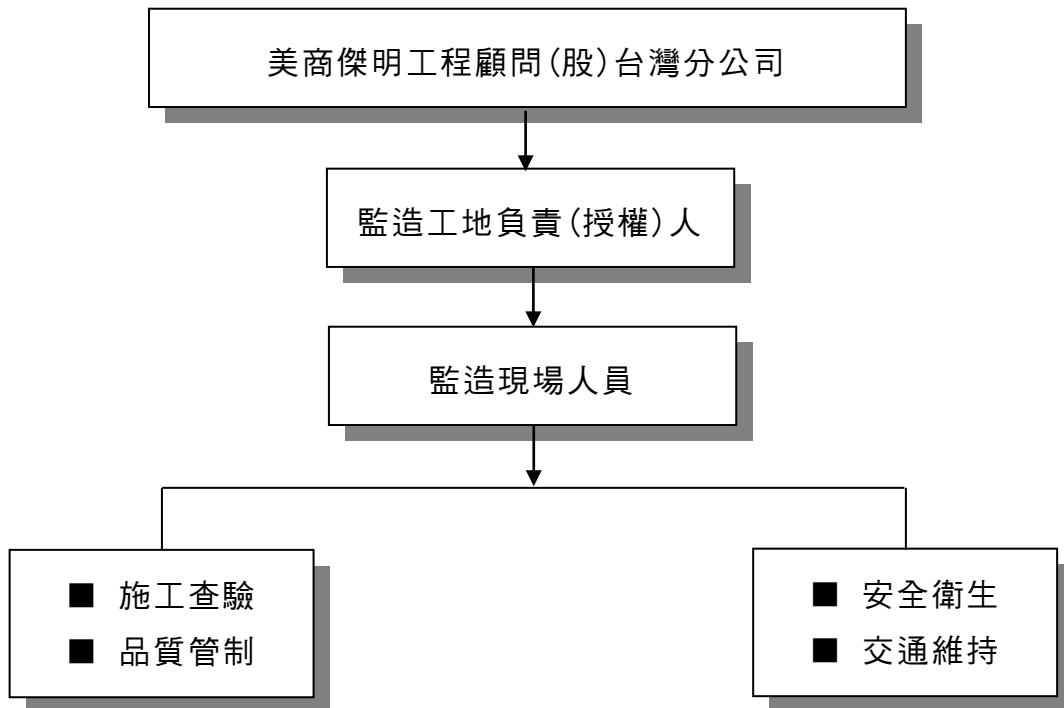 美商傑明工程顧問(股)台灣分公司
監造工地負責(授權)人
監造現場人員
■ 施工查驗
■ 品質管制
■ 安全衛生
■ 交通維持